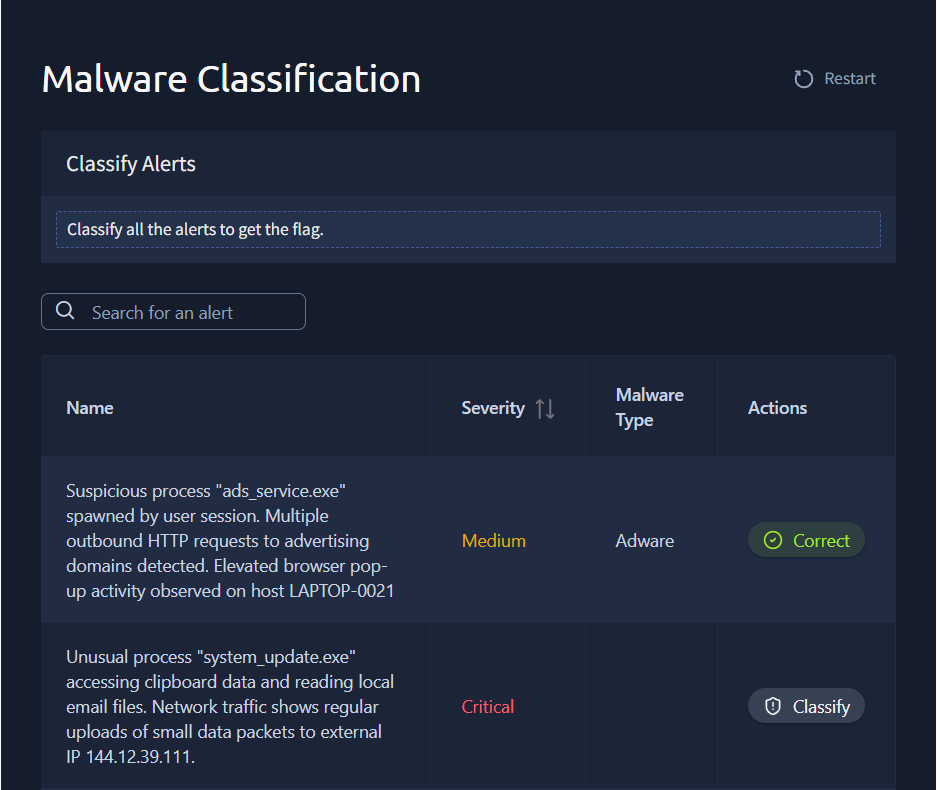 Malware Classification
Restart
Classify Alerts
Classify all the alerts to get the flag.
Search for an alert
Name
Severity
Malware
Type
Actions
Suspicious process "ads_service.exe"
spawned by user session. Multiple
outbound HTTP requests to advertising
domains detected. Elevated browser pop-
up activity observed on host LAPTOP-0021
Medium
Adware
Correct
Unusual process "system_update.exe"
accessing clipboard data and reading local
email files. Network traffic shows regular
uploads of small data packets to external
IP 144.12.39.111.
Critical
Classify